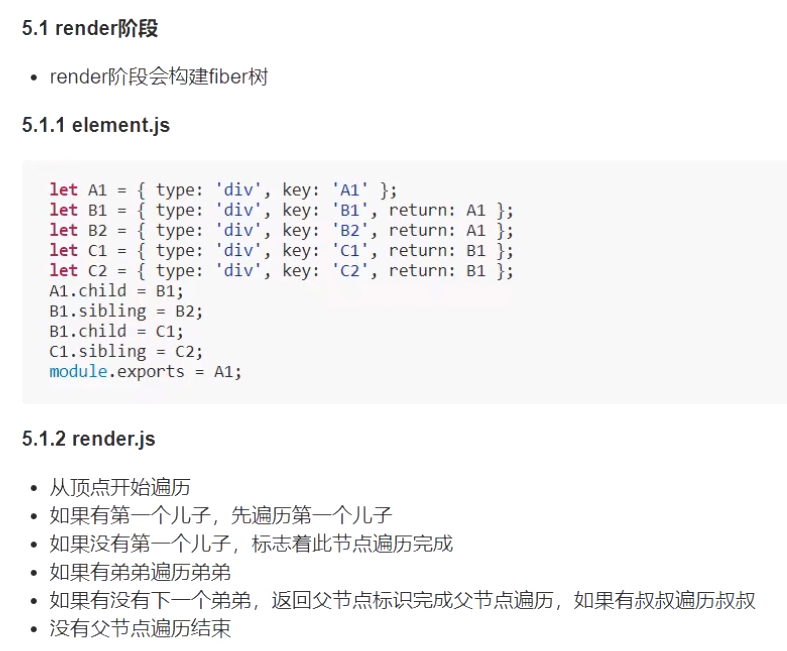 5.1 render阶段
• render阶段会构建fiber树
5.1.1 element.js
let A1 = { type: 'div', key: 'A1' };
let B1 = { type: 'div', key: 'B1', return: A1 };
let B2 = { type: 'div', key: 'B2', return: A1 };
let C1 = { type: 'div', key: 'C1', return: B1 };
let C2 = { type: 'div', key: 'C2', return: B1 };
A1.child = B1;
B1.sibling = B2;
B1.child = C1;
C1.sibling = C2;
module.exports = A1;
5.1.2 render.js
• 从顶点开始遍历
• 如果有第一个儿子，先遍历第一个儿子
• 如果没有第一个儿子，标志着此节点遍历完成
• 如果有弟弟遍历弟弟
• 如果有没有下一个弟弟，返回父节点标识完成父节点遍历，如果有叔叔遍历叔叔
• 没有父节点遍历结束